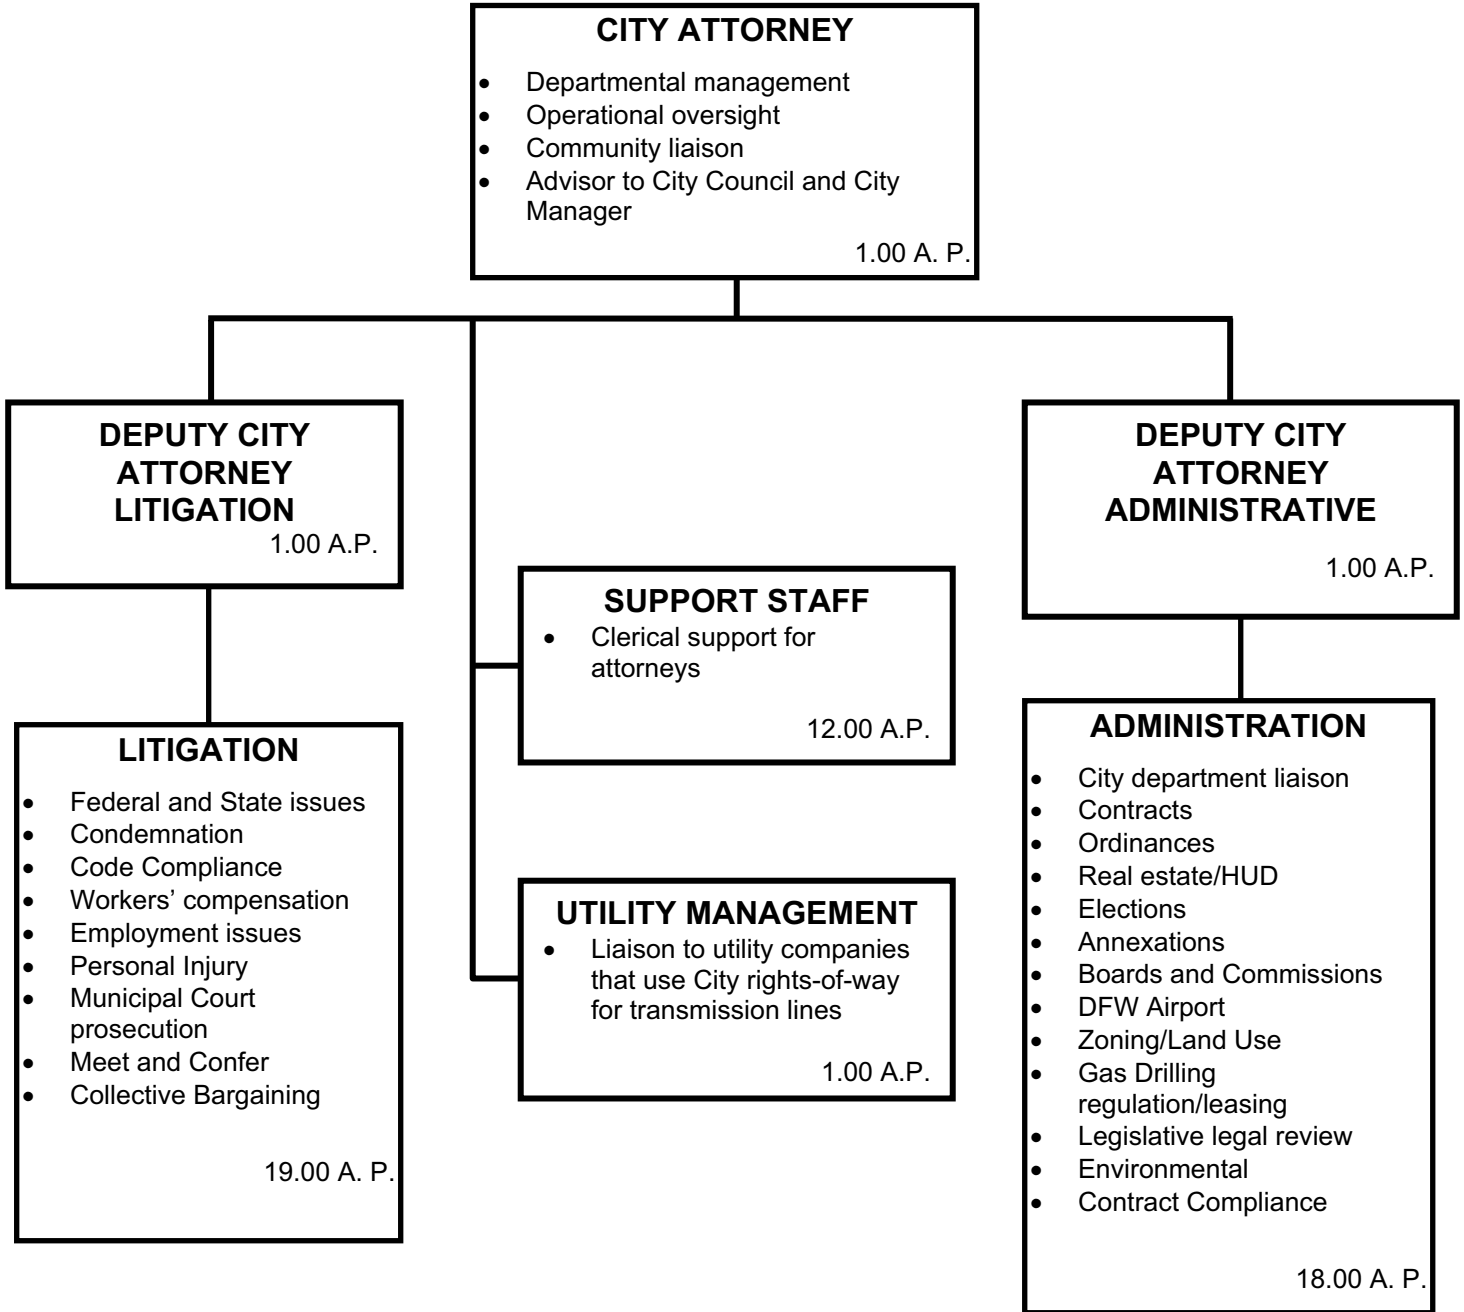 CITY ATTORNEY
• Departmental management
• Operational oversight
• Community liaison
• Advisor to City Council and City
Manager
1.00 A. P.
DEPUTY CITY
ATTORNEY
LITIGATION
1.00 A.P.
DEPUTY CITY
ATTORNEY
ADMINISTRATIVE
1.00 A.P.
SUPPORT STAFF
• Clerical support for
attorneys
12.00 A.P.
UTILITY MANAGEMENT
• Liaison to utility companies
that use City rights-of-way
for transmission lines
1.00 A.P.
LITIGATION
• Federal and State issues
• Condemnation
• Code Compliance
• Workers’ compensation
• Employment issues
• Personal Injury
• Municipal Court
prosecution
• Meet and Confer
• Collective Bargaining
19.00 A. P.
ADMINISTRATION
• City department liaison
• Contracts
• Ordinances
• Real estate/HUD
• Elections
• Annexations
• Boards and Commissions
• DFW Airport
• Zoning/Land Use
• Gas Drilling
regulation/leasing
• Legislative legal review
• Environmental
• Contract Compliance
18.00 A. P.